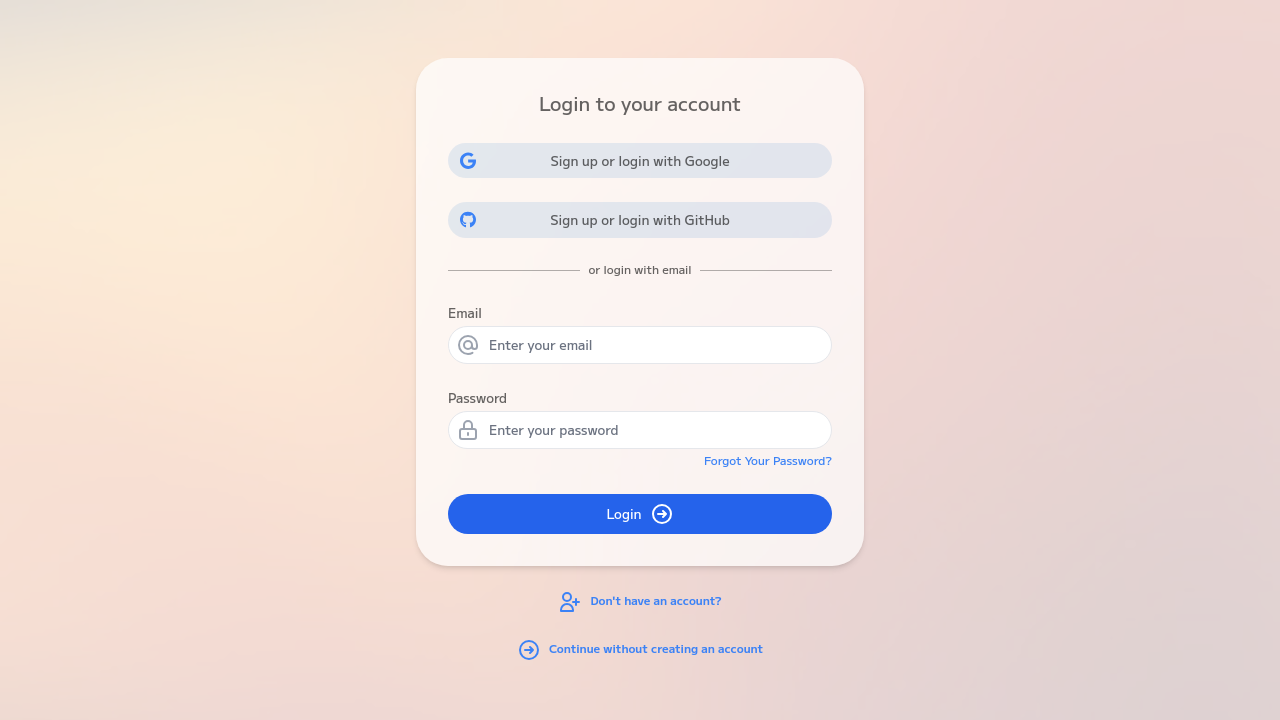 Login to your account
Sign up or login with Google
Sign up or login with GitHub
or login with email
Email
Enter your email
Password
Enter your password
Forgot Your Password?
Login
Don't have an account?
Continue without creating an account